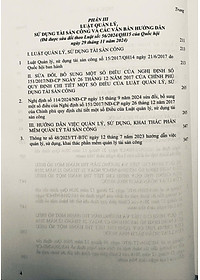 Trang
PHẦN III
LUẬT QUẢN LÝ,
SỬ DỤNG TÀI SẢN CÔNG VÀ CÁC VĂN BẢN HƯỚNG DẪN
(Đã được sửa đổi theo Luật số: 56/2024/QH15 của Quốc hội
ngày 29 tháng 11 năm 2024)
I. LUẬT QUẢN LÝ, SỬ DỤNG TÀI SẢN CÔNG 211
1 Luật Quản lý, sử dụng tài sản công số 15/2017/QH14 ngày 21/6/2017 de Quốc hội ban hành 211
II. SỬA ĐỔI, BỔ SUNG MỘT SỐ ĐIỀU CỦA NGHỊ ĐỊNH SỐ
151/2017/NĐ-CP NGÀY 26 THÁNG 12 NĂM 2017 CỦA CHÍNH PHỦ
QUY ĐỊNH CHI TIẾT MỘT SỐ ĐIỀU CỦA LUẬT QUẢN LÝ, SỬ
DỤNG TÀI SẢN CÔNG
2 Nghị định số 114/2024/NĐ-CP ngày 15 tháng 9 năm 2024 sửa đổi, bổ sung
một số điều của Nghị định số 151/2017/NĐ-CP ngày 26 tháng 12 năm 2017
của Chính phủ quy định chi tiết một số điều của Luật quản lý, sử dụng tài
sản công
III. HƯỚNG DẪN VIỆC QUẢN LÝ, SỬ DỤNG, KHAI THÁC PHẦN
MỀM QUẢN LÝ TÀI SẢN CÔNG
3 Thông tư số 48/2023/TT-BTC ngày 12 tháng 7 năm 2023 hướng dẫn việc
quản lý, sử dụng, khai thác phần mềm quản lý tài sản công
4